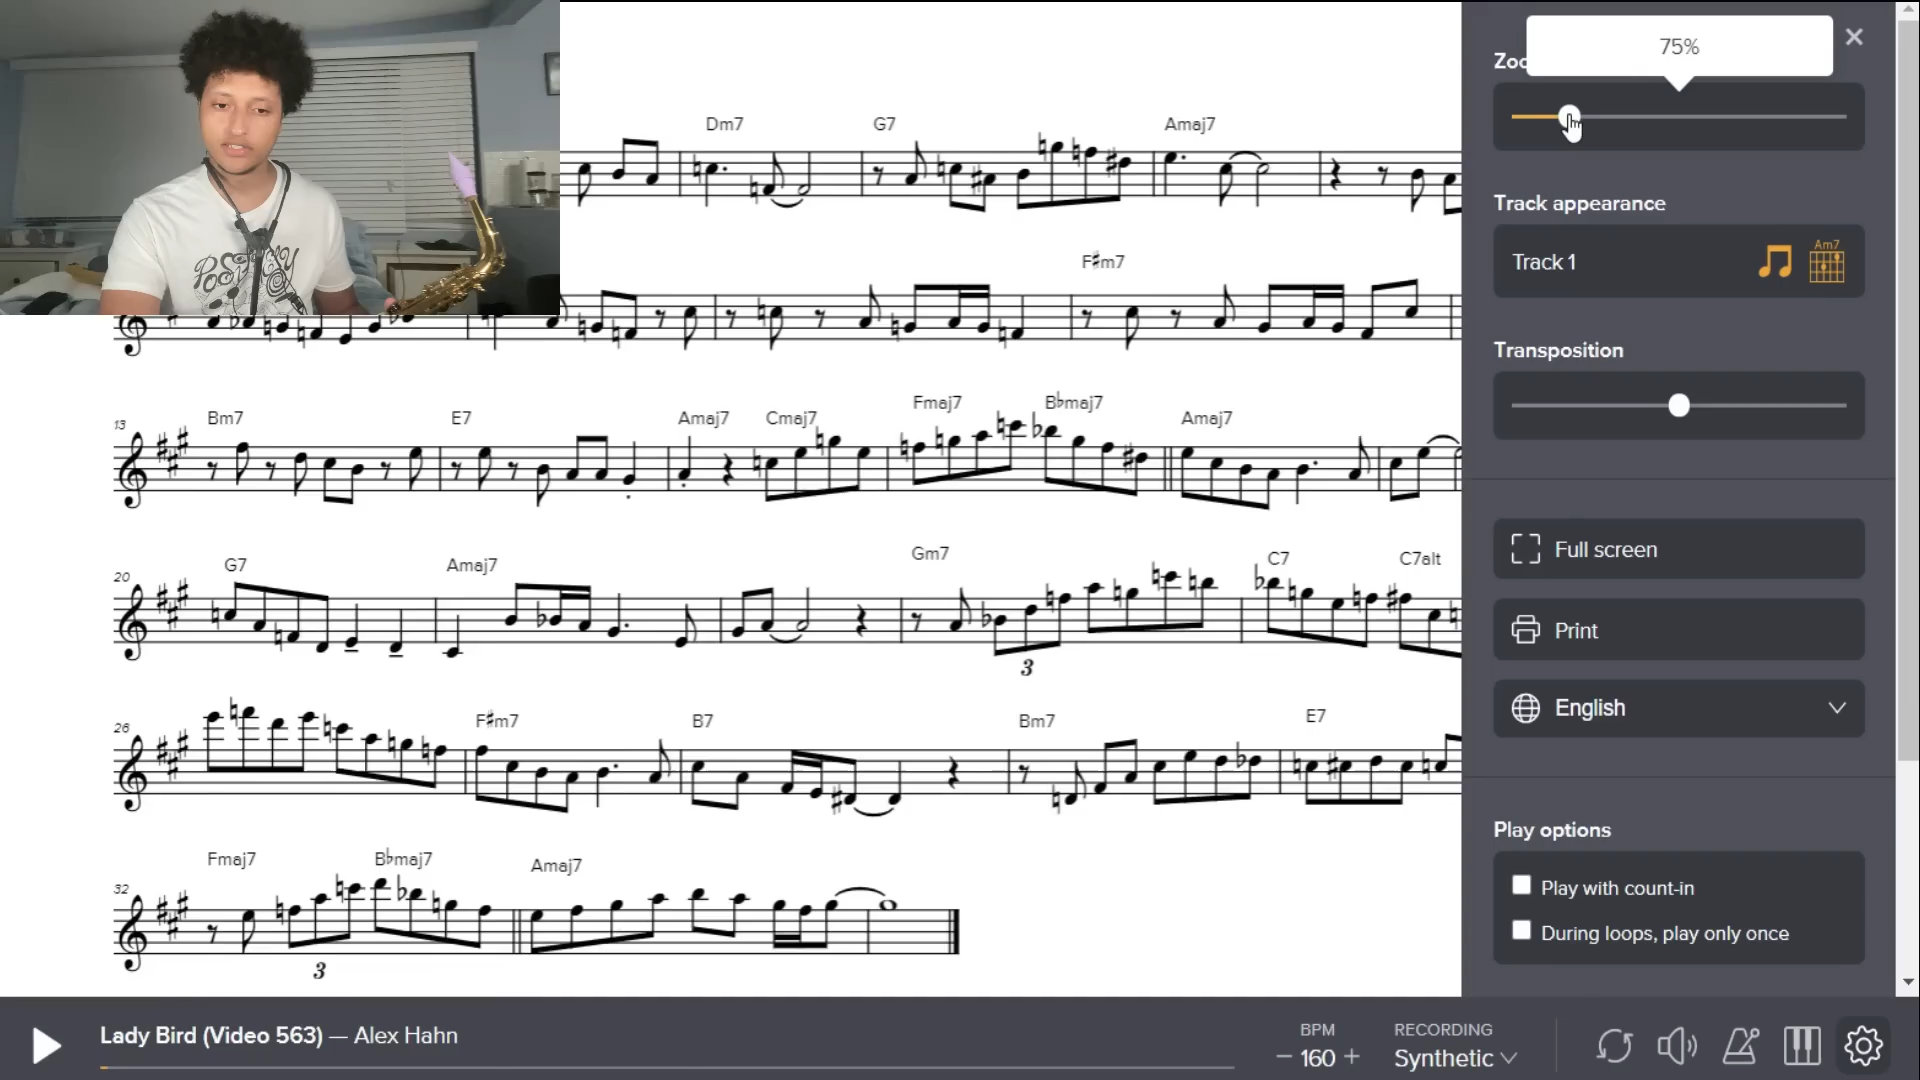 75%
Zoo
Dm7 G7 Amaj7
Track appearance
Track 1
Am7
F♯m7
Transposition
13 Bm7 E7 Amaj7 Cmaj7 Fmaj7 B♭maj7 Amaj7
20 G7 Amaj7 Gm7 C7 C7alt
3
Full screen
Print
English
26 F♯m7 B7 Bm7 E7
Play options
Play with count-in
During loops, play only once
32 Fmaj7 B♭maj7 Amaj7
3
Lady Bird (Video 563) — Alex Hahn
BPM
− 160 +
RECORDING
Synthetic